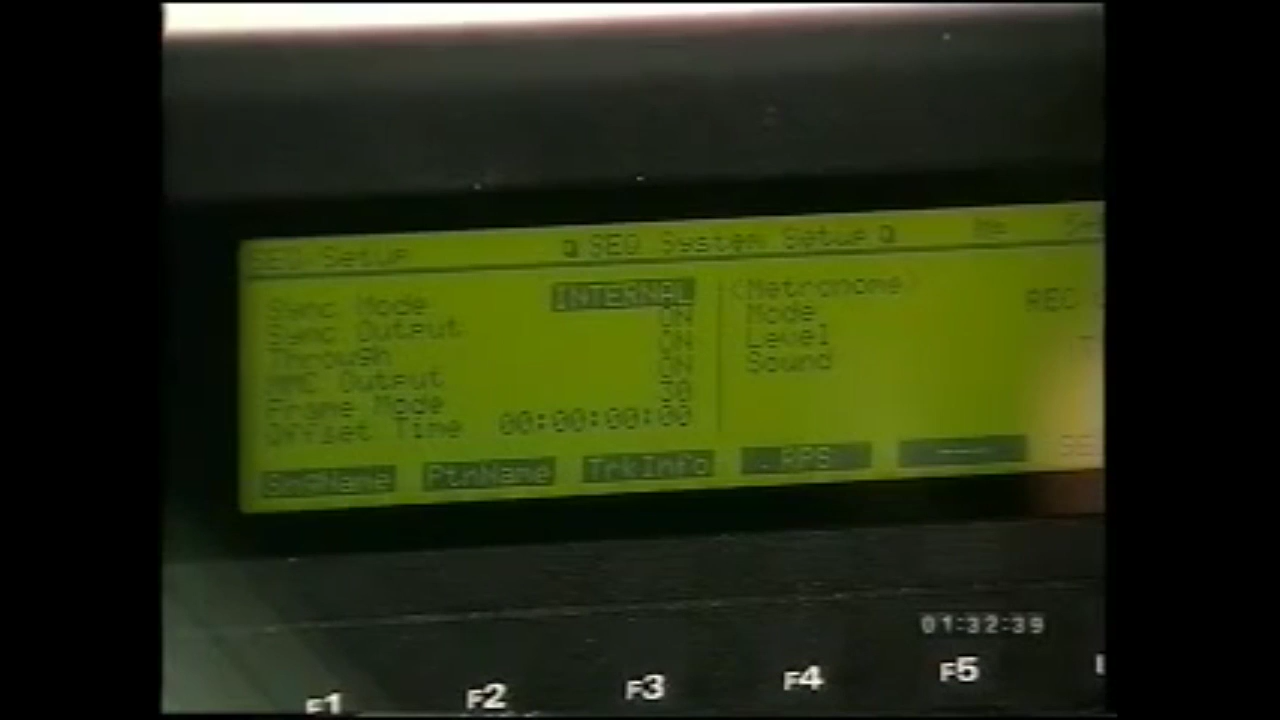 SEQ Setup SEQ System Setup
Sync Mode INTERNAL
Sync Output ON
Through ON
MMC Output ON
Frame Mode 30
Offset Time 00:00:00:00
<Metronome>
Mode REC
Level
Sound
SngName PtnName TrkInfo RPS ----
01:32:39
F1 F2 F3 F4 F5